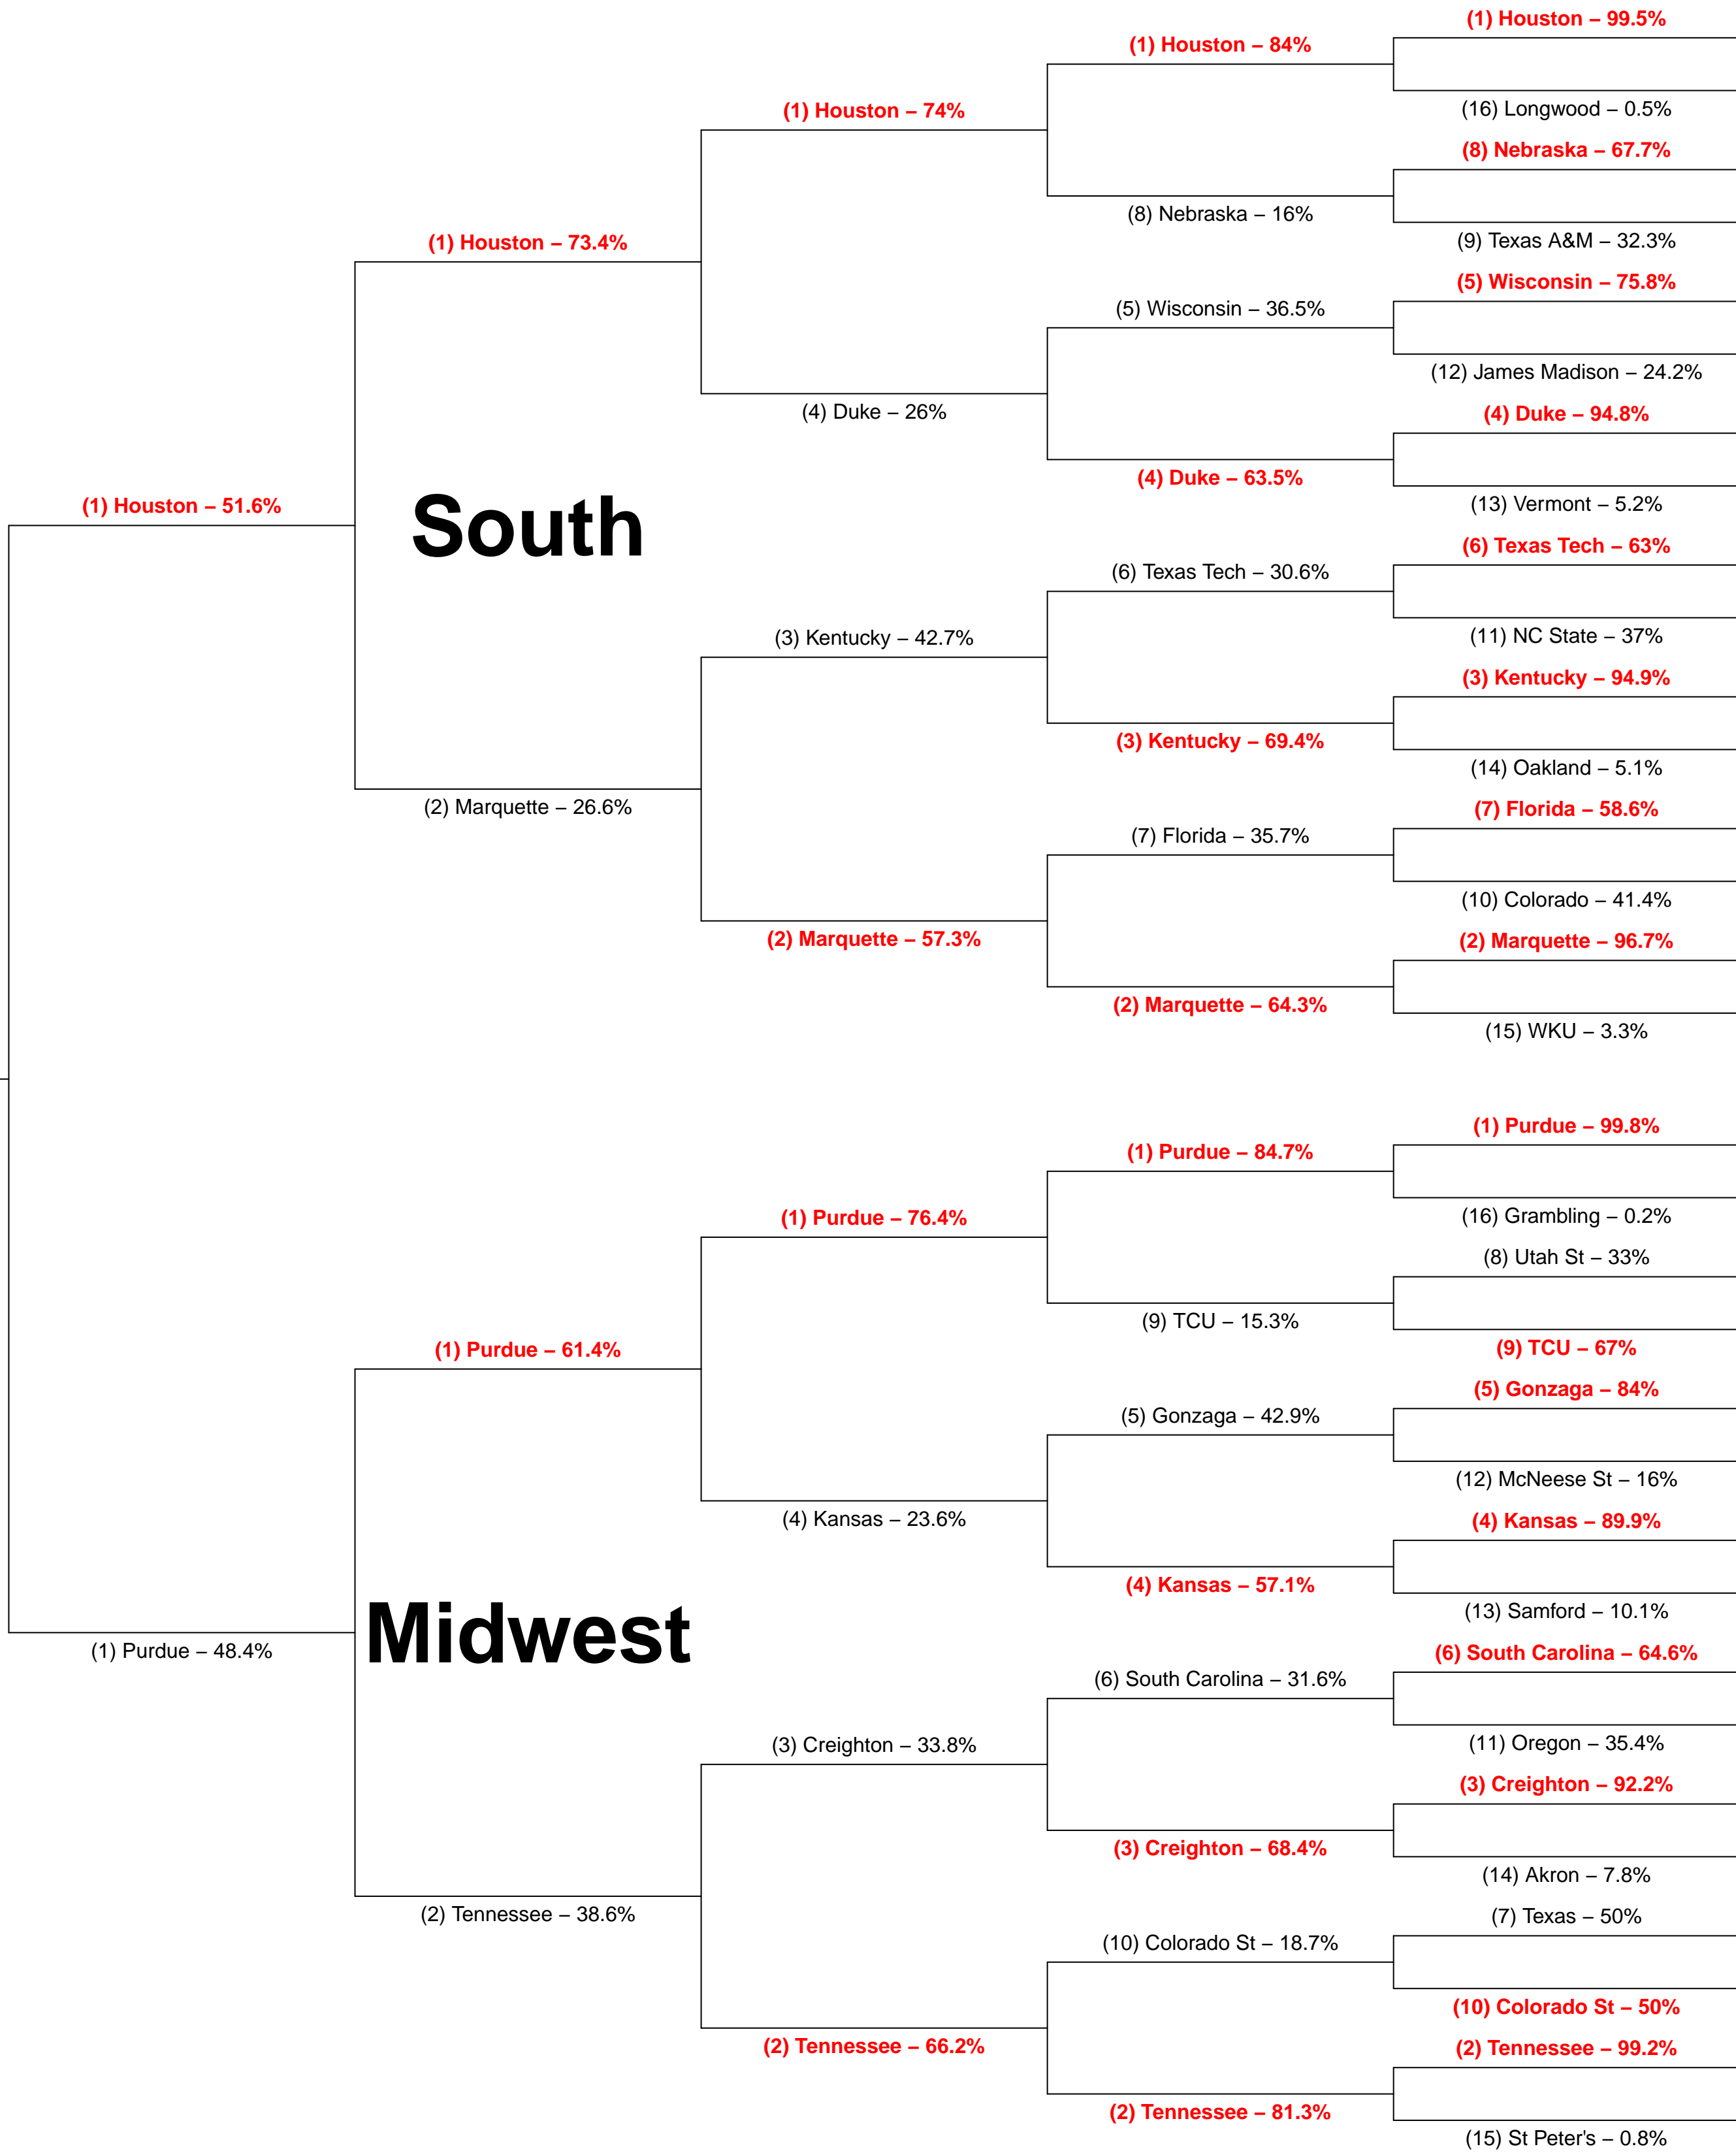 (1) Houston – 99.5%
(1) Houston – 84%
(1) Houston – 74%
(16) Longwood – 0.5%
(8) Nebraska – 67.7%
(8) Nebraska – 16%
(1) Houston – 73.4%
(9) Texas A&M – 32.3%
(5) Wisconsin – 75.8%
(5) Wisconsin – 36.5%
(12) James Madison – 24.2%
(4) Duke – 26%
(4) Duke – 94.8%
(4) Duke – 63.5%
(1) Houston – 51.6%
South
(13) Vermont – 5.2%
(6) Texas Tech – 63%
(6) Texas Tech – 30.6%
(3) Kentucky – 42.7%
(11) NC State – 37%
(3) Kentucky – 94.9%
(3) Kentucky – 69.4%
(14) Oakland – 5.1%
(2) Marquette – 26.6%
(7) Florida – 58.6%
(7) Florida – 35.7%
(10) Colorado – 41.4%
(2) Marquette – 57.3%
(2) Marquette – 96.7%
(2) Marquette – 64.3%
(15) WKU – 3.3%
(1) Purdue – 99.8%
(1) Purdue – 84.7%
(1) Purdue – 76.4%
(16) Grambling – 0.2%
(8) Utah St – 33%
(9) TCU – 15.3%
(1) Purdue – 61.4%
(9) TCU – 67%
(5) Gonzaga – 84%
(5) Gonzaga – 42.9%
(12) McNeese St – 16%
(4) Kansas – 23.6%
(4) Kansas – 89.9%
(4) Kansas – 57.1%
(13) Samford – 10.1%
Midwest
(1) Purdue – 48.4%
(6) South Carolina – 64.6%
(6) South Carolina – 31.6%
(3) Creighton – 33.8%
(11) Oregon – 35.4%
(3) Creighton – 92.2%
(3) Creighton – 68.4%
(14) Akron – 7.8%
(2) Tennessee – 38.6%
(7) Texas – 50%
(10) Colorado St – 18.7%
(10) Colorado St – 50%
(2) Tennessee – 66.2%
(2) Tennessee – 99.2%
(2) Tennessee – 81.3%
(15) St Peter's – 0.8%